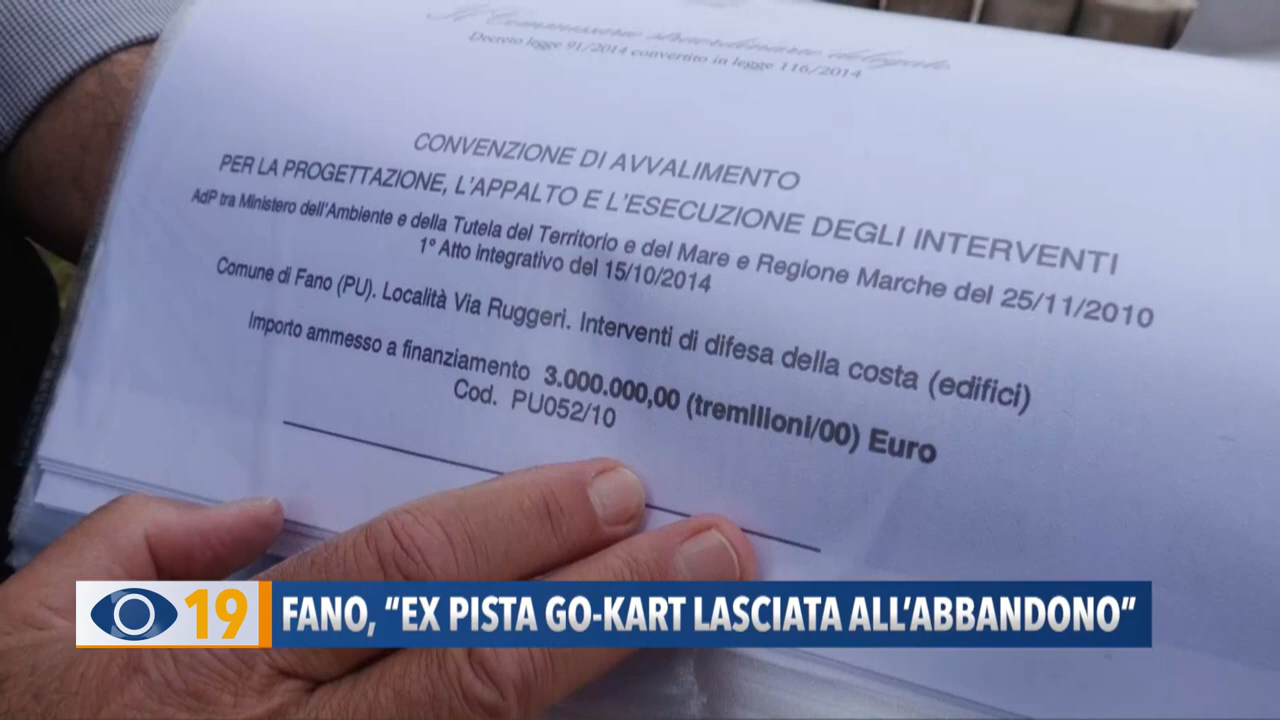 Il Commissario straordinario delegato
Decreto legge 91/2014 convertito in legge 116/2014
CONVENZIONE DI AVVALIMENTO
PER LA PROGETTAZIONE, L'APPALTO E L'ESECUZIONE DEGLI INTERVENTI
AdP tra Ministero dell'Ambiente e della Tutela del Territorio e del Mare e Regione Marche del 25/11/2010
1° Atto Integrativo del 15/10/2014
Comune di Fano (PU). Località Via Ruggeri. Interventi di difesa della costa (edifici)
Importo ammesso a finanziamento 3.000.000,00 (tremilioni/00) Euro
Cod. PU052/10
19
FANO, “EX PISTA GO-KART LASCIATA ALL’ABBANDONO”